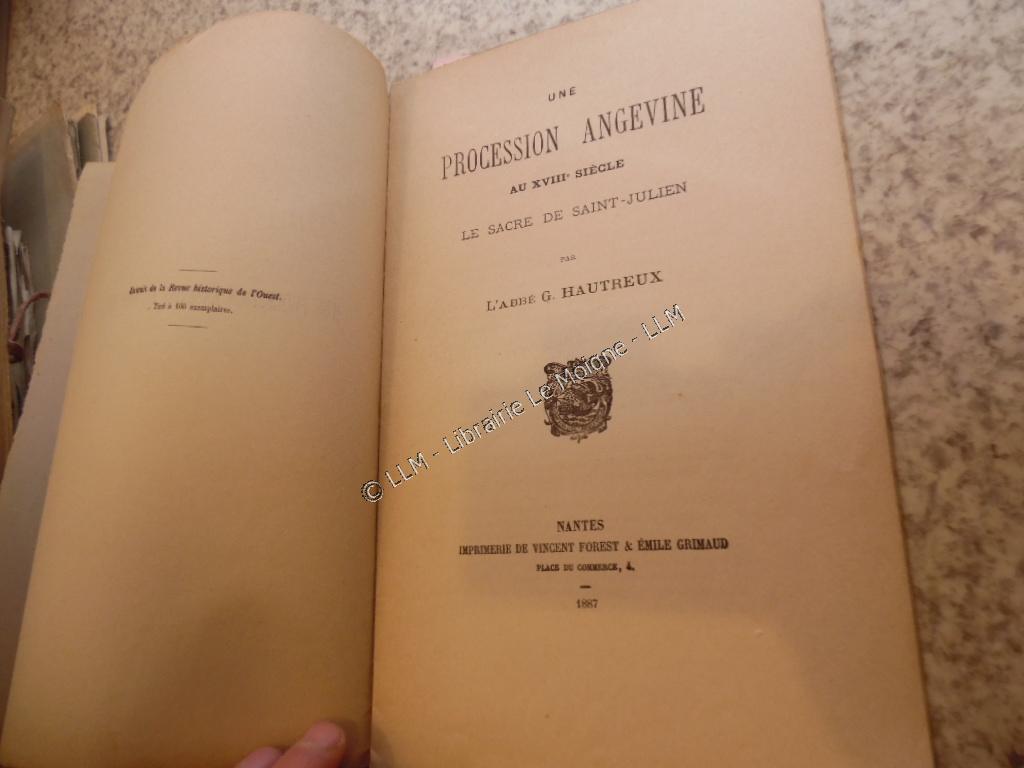 Extrait de la Revue historique de l'Ouest.
Tiré à 100 exemplaires.
UNE
PROCESSION ANGEVINE
AU XVIIIe SIÈCLE
LE SACRE DE SAINT-JULIEN
PAR
L'ABBÉ G. HAUTREUX
© LLM - Librairie Le Moigne - LLM
NANTES
IMPRIMERIE DE VINCENT FOREST & ÉMILE GRIMAUD
PLACE DU COMMERCE, 4.
1887